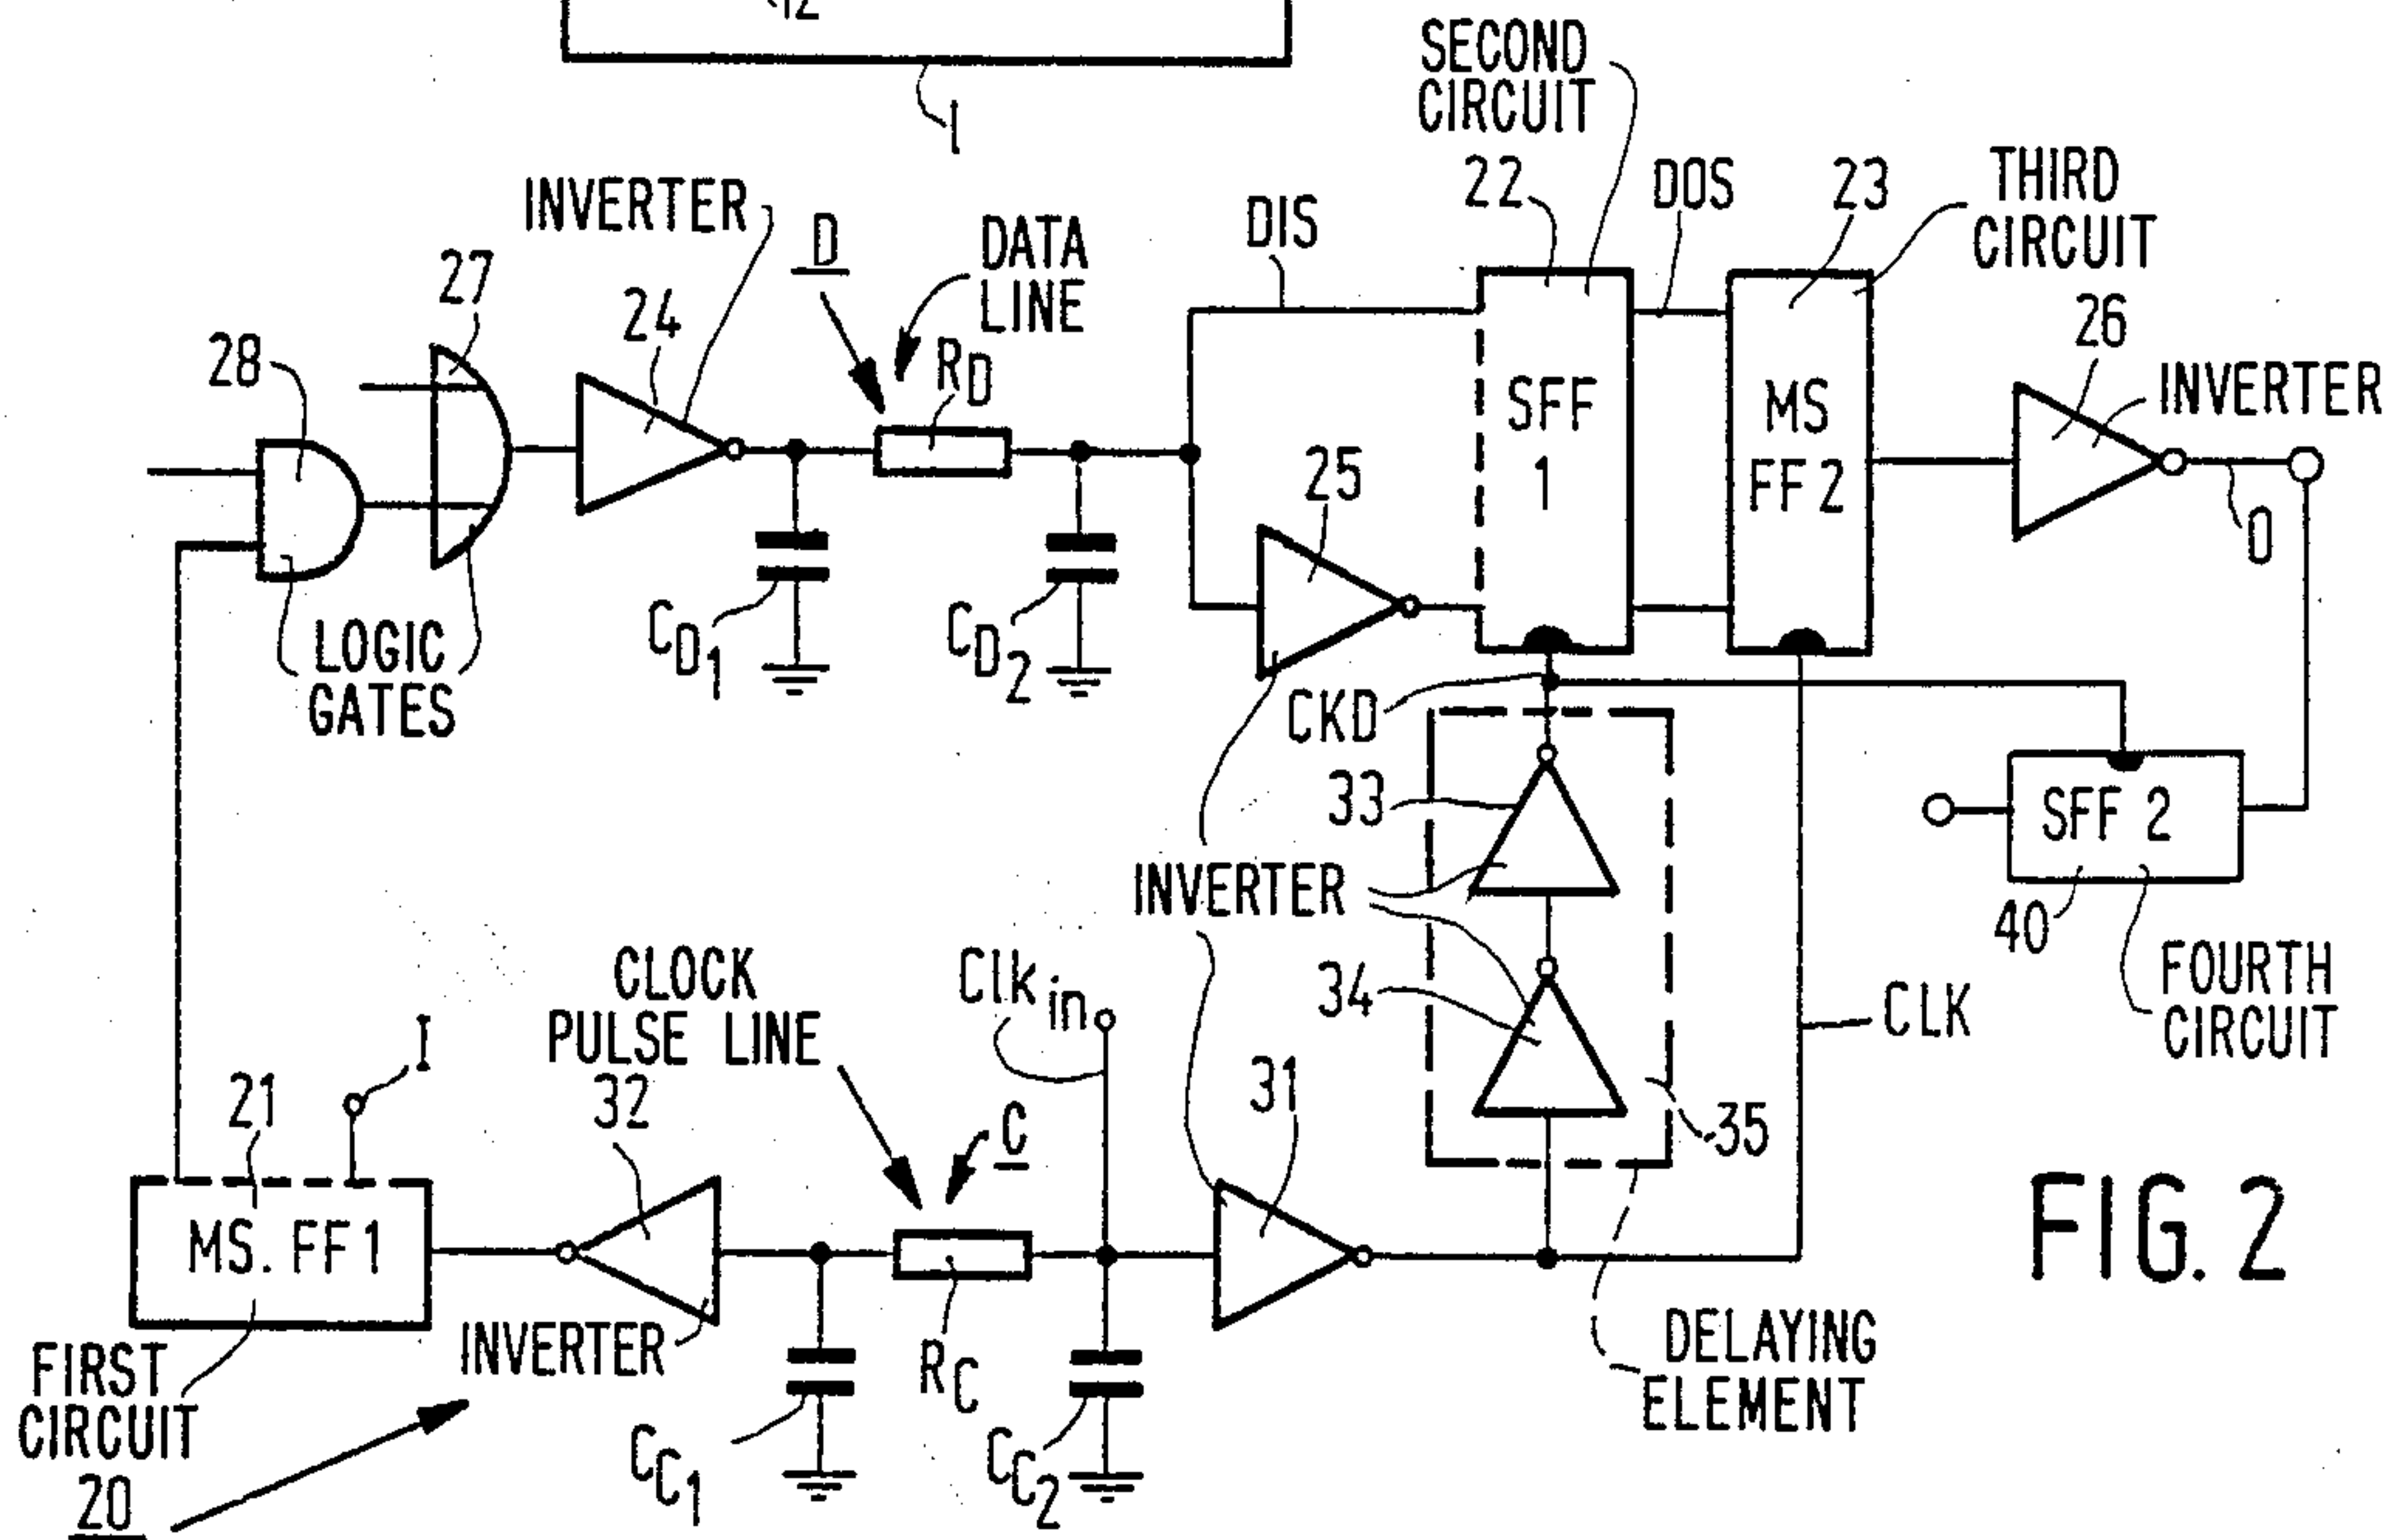 12
1
SECOND
CIRCUIT
22
DOS
23
THIRD
CIRCUIT
INVERTER
D
DATA
LINE
DIS
27
24
28
RD
SFF
1
MS
FF2
26
INVERTER
25
O
CD1
CD2
LOGIC
GATES
CKD
33
SFF 2
INVERTER
40
FOURTH
CIRCUIT
34
CLOCK
PULSE LINE
Clk in
CLK
I
21
32
C
31
35
MS. FF1
FIG. 2
INVERTER
RC
DELAYING
ELEMENT
FIRST
CIRCUIT
CC1
CC2
20